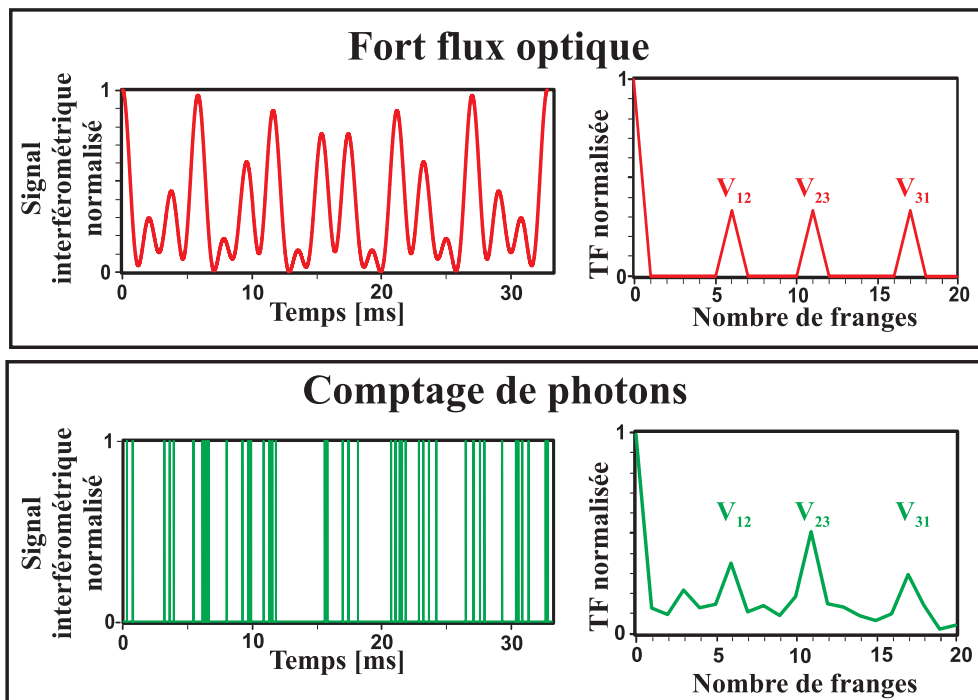 Fort flux optique
Signal
interférométrique
normalisé
1
0
0
10
20
30
Temps [ms]
TF normalisée
1
0
V12
V23
V31
0
5
10
15
20
Nombre de franges
Comptage de photons
Signal
interférométrique
normalisé
1
0
0
10
20
30
Temps [ms]
TF normalisée
1
0
V12
V23
V31
0
5
10
15
20
Nombre de franges